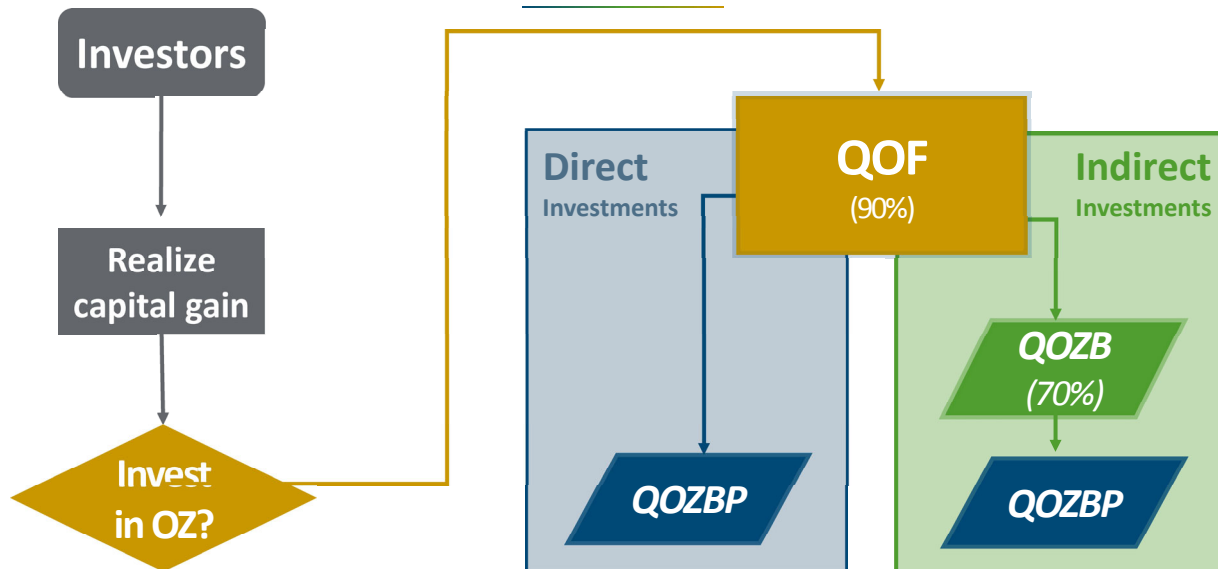 Investors
Realize
capital gain
Invest
in OZ?
QOF
(90%)
Direct
Investments
QOZBP
Indirect
Investments
QOZB
(70%)
QOZBP